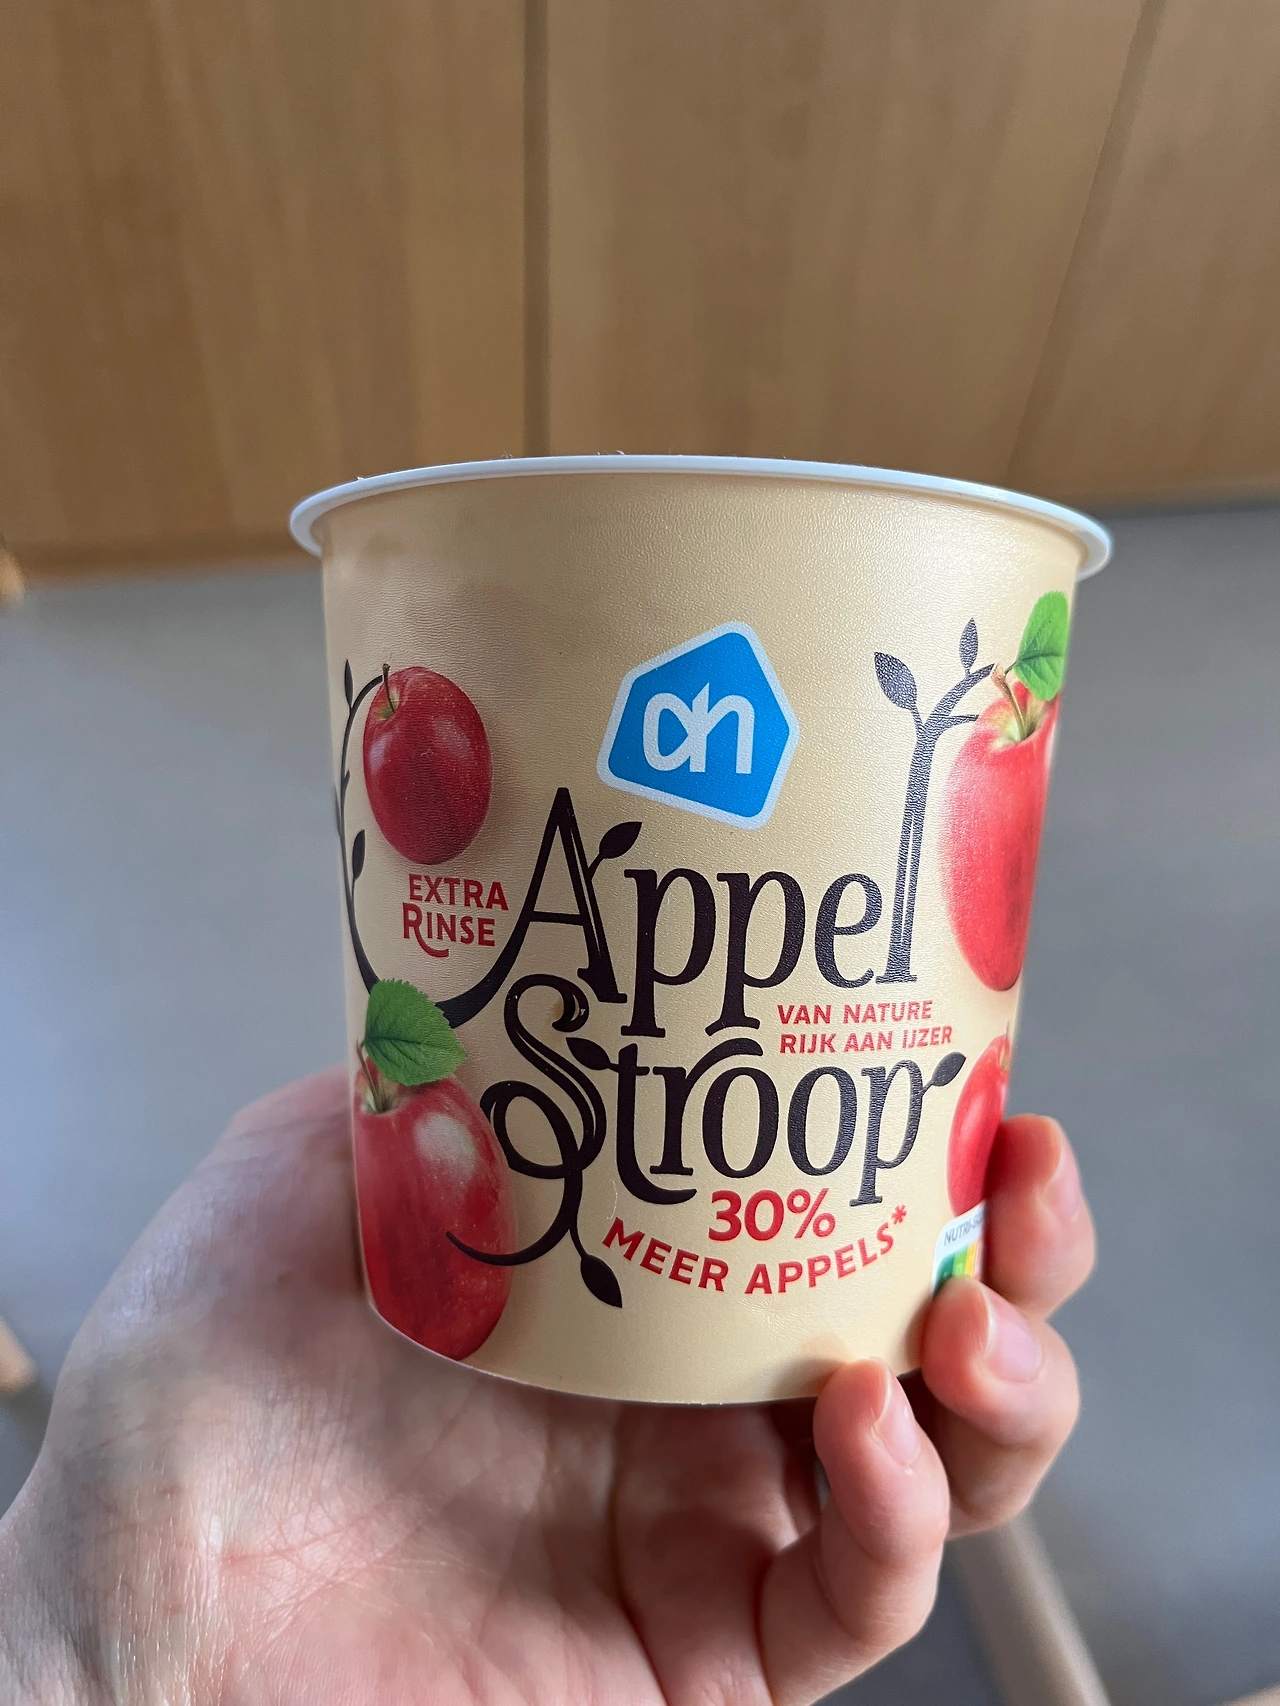 ah
EXTRA
RINSE
Appel
VAN NATURE
RIJK AAN IJZER
Stroop
30%
MEER APPELS*